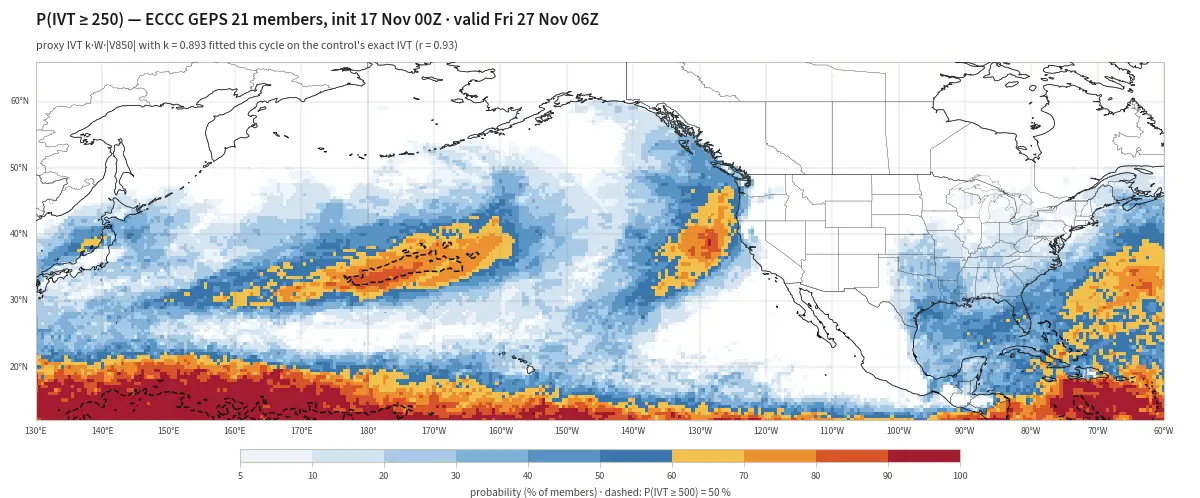 P(IVT ≥ 250) — ECCC GEPS 21 members, init 17 Nov 00Z · valid Fri 27 Nov 06Z
proxy IVT k·W·|V850| with k = 0.893 fitted this cycle on the control's exact IVT (r = 0.93)
60°N
50°N
40°N
30°N
20°N
130°E 140°E 150°E 160°E 170°E 180° 170°W 160°W 150°W 140°W 130°W 120°W 110°W 100°W 90°W 80°W 70°W 60°W
5 10 20 30 40 50 60 70 80 90 100
probability (% of members) · dashed: P(IVT ≥ 500) = 50 %